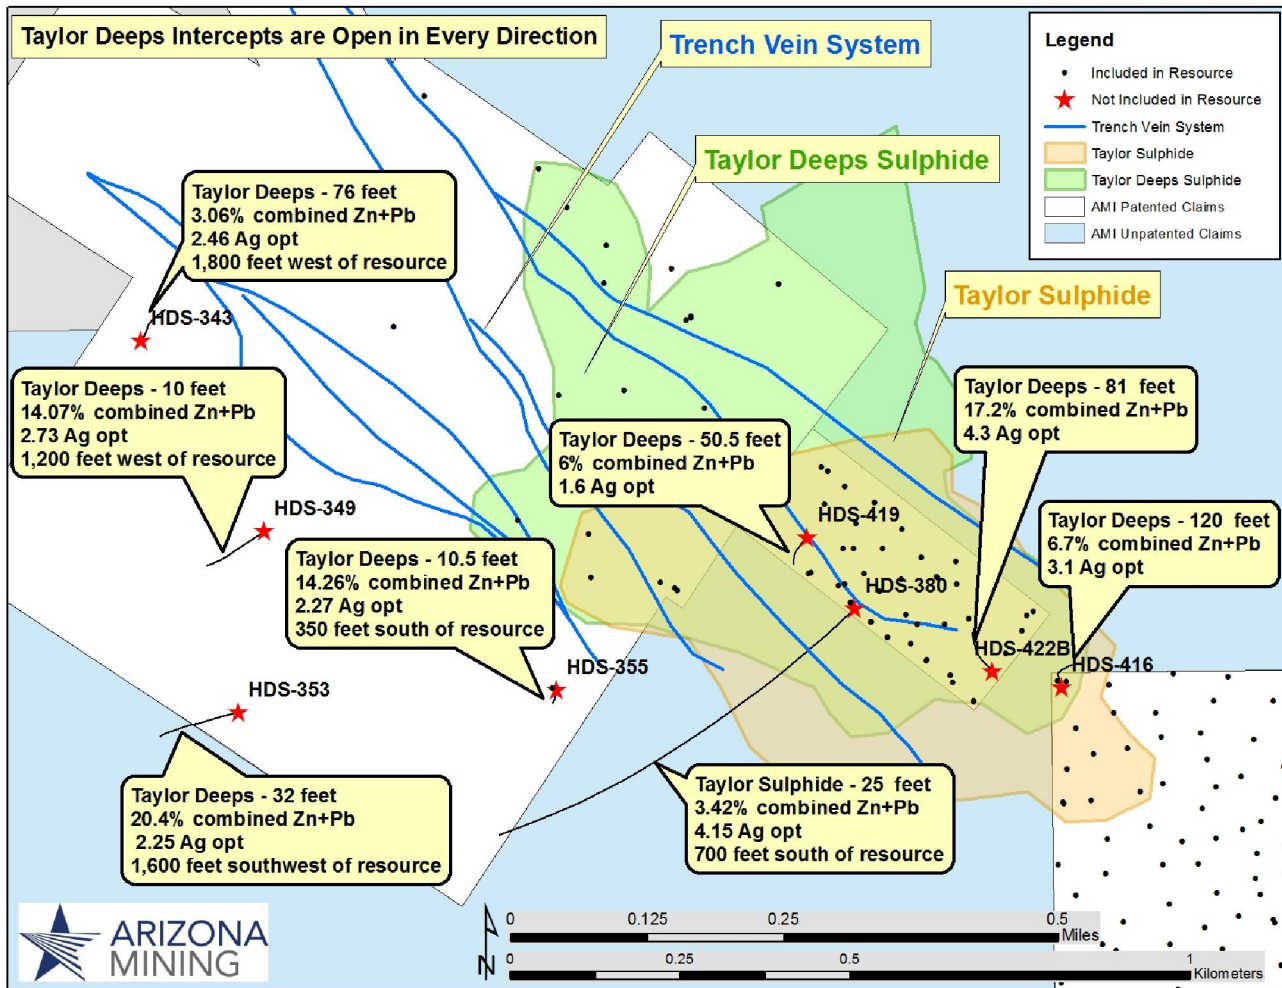 Taylor Deeps Intercepts are Open in Every Direction
Trench Vein System
Taylor Deeps Sulphide
Taylor Sulphide
Legend
Included in Resource
Not Included in Resource
Trench Vein System
Taylor Sulphide
Taylor Deeps Sulphide
AMI Patented Claims
AMI Unpatented Claims
Taylor Deeps - 76 feet
3.06% combined Zn+Pb
2.46 Ag opt
1,800 feet west of resource
HDS-343
Taylor Deeps - 10 feet
14.07% combined Zn+Pb
2.73 Ag opt
1,200 feet west of resource
HDS-349
Taylor Deeps - 50.5 feet
6% combined Zn+Pb
1.6 Ag opt
HDS-419
Taylor Deeps - 81 feet
17.2% combined Zn+Pb
4.3 Ag opt
HDS-422B
Taylor Deeps - 120 feet
6.7% combined Zn+Pb
3.1 Ag opt
HDS-416
Taylor Deeps - 10.5 feet
14.26% combined Zn+Pb
2.27 Ag opt
350 feet south of resource
HDS-355
HDS-380
HDS-353
Taylor Deeps - 32 feet
20.4% combined Zn+Pb
2.25 Ag opt
1,600 feet southwest of resource
Taylor Sulphide - 25 feet
3.42% combined Zn+Pb
4.15 Ag opt
700 feet south of resource
ARIZONA
MINING
N
0 0.125 0.25 0.5
Miles
0 0.25 0.5 1
Kilometers